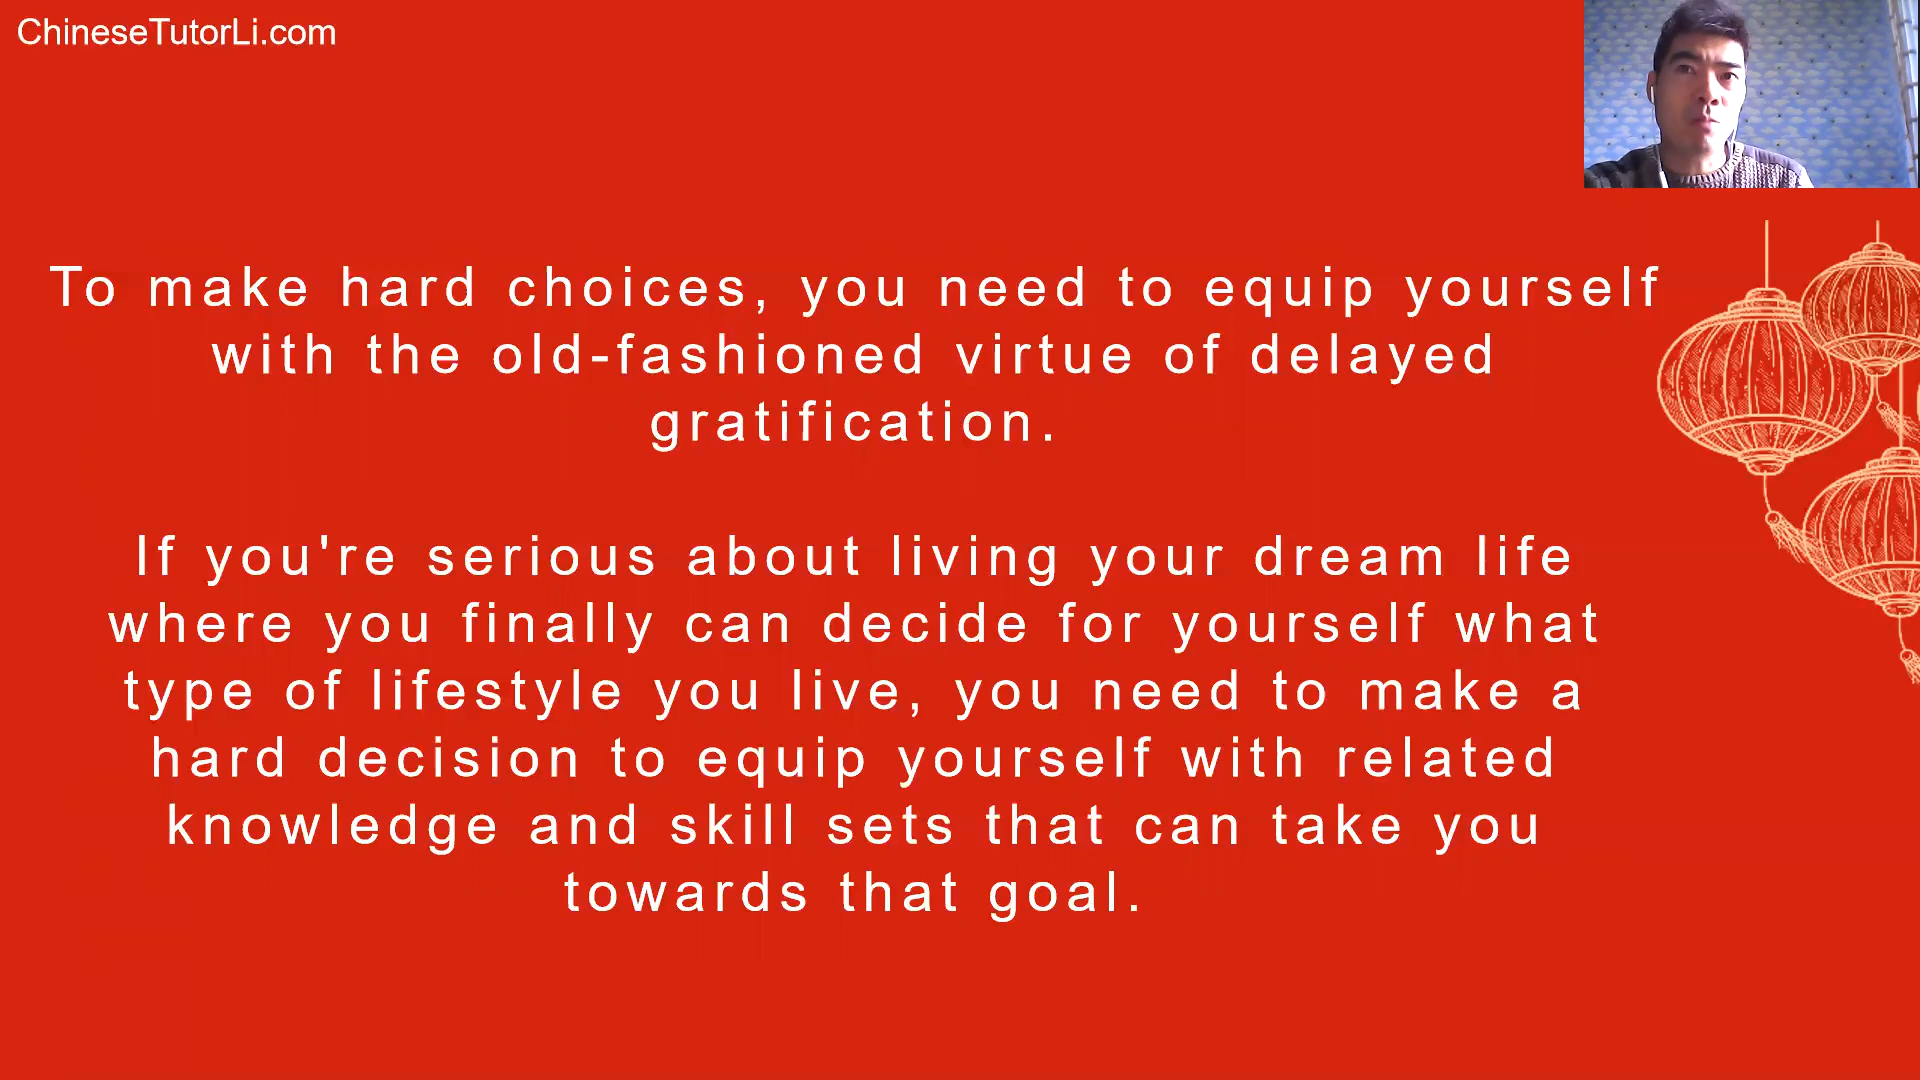 ChineseTutorLi.com
To make hard choices, you need to equip yourself
with the old-fashioned virtue of delayed
gratification.
If you're serious about living your dream life
where you finally can decide for yourself what
type of lifestyle you live, you need to make a
hard decision to equip yourself with related
knowledge and skill sets that can take you
towards that goal.